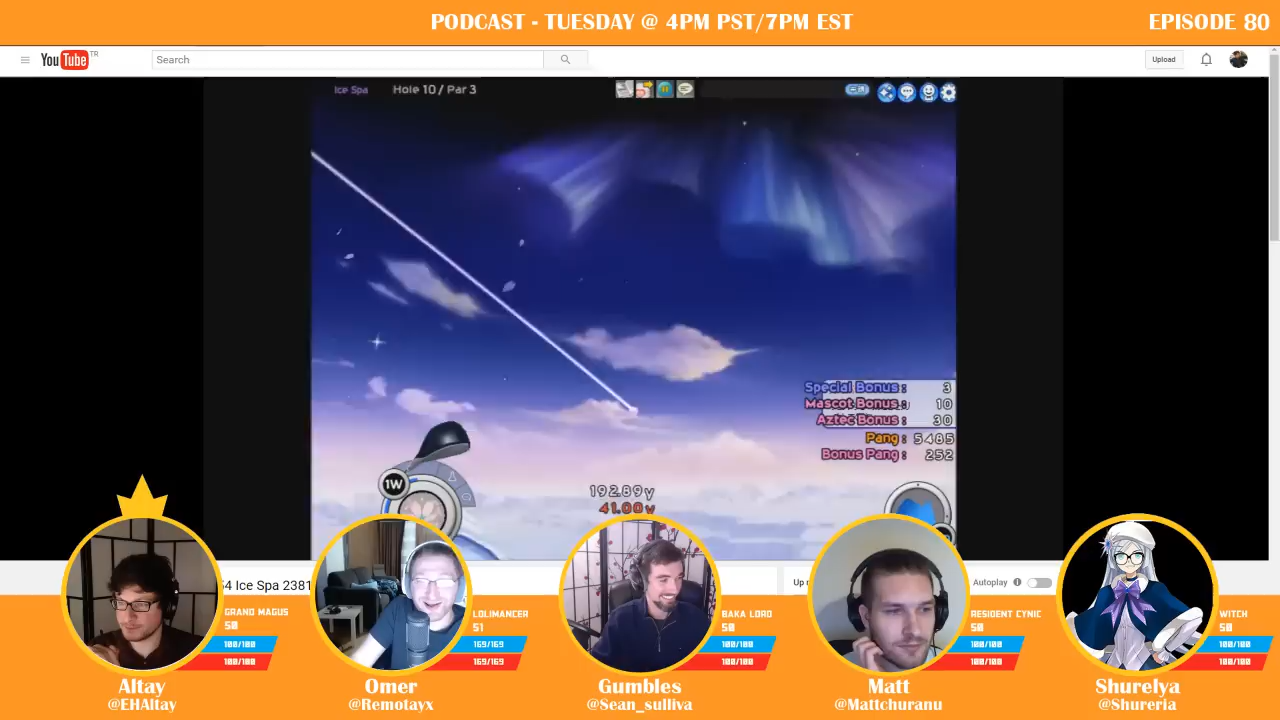 PODCAST - TUESDAY @ 4PM PST/7PM EST
EPISODE 80
YouTube TR
Search
Upload
Ice Spa
Hole 10 / Par 3
Special Bonus : 3
Mascot Bonus : 10
Aztec Bonus : 30
Pang : 5485
Bonus Pang : 252
1W
192.89y
41.00y
4 Ice Spa 2381
Up
Autoplay
GRAND MAGUS
50
100/100
100/100
Altay
@EHAltay
LOLIMANCER
51
169/169
169/169
Omer
@Remotayx
BAKA LORD
50
100/100
100/100
Gumbles
@Sean_sulliva
RESIDENT CYNIC
50
100/100
100/100
Matt
@Mattchuranu
WITCH
50
100/100
100/100
Shurelya
@Shureria